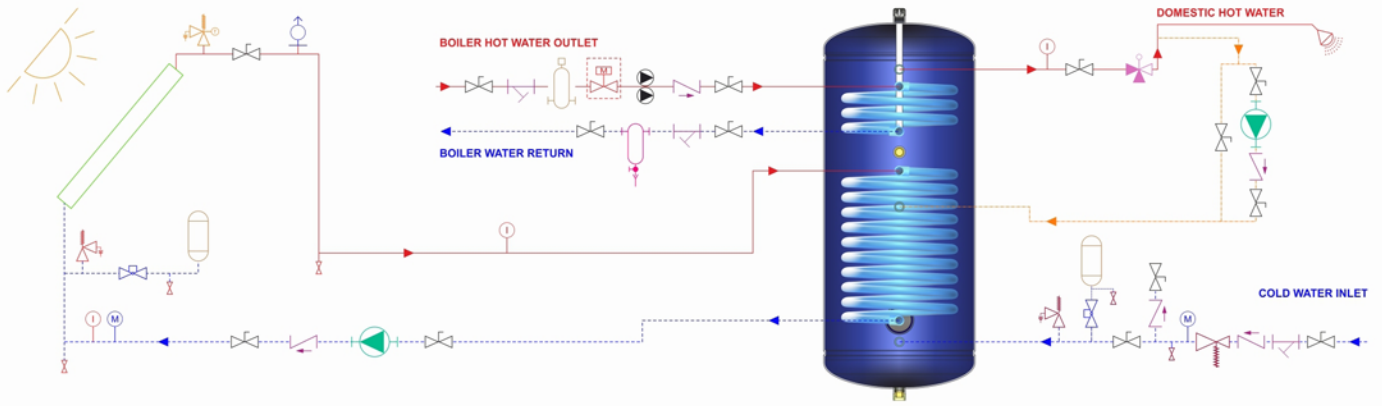 DOMESTIC HOT WATER
BOILER HOT WATER OUTLET
I
M
BOILER WATER RETURN
I
COLD WATER INLET
I
M
M